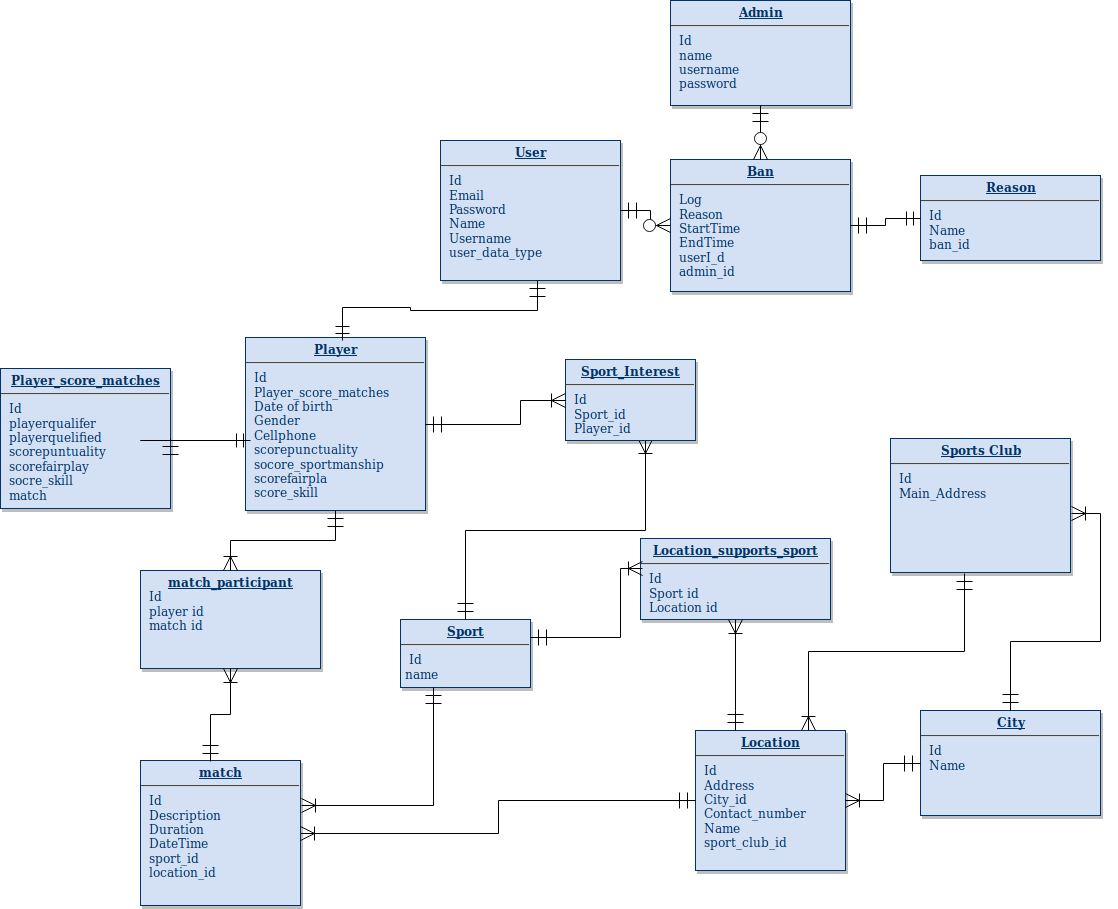 Admin
Id
name
username
password
User
Id
Email
Password
Name
Username
user_data_type
Ban
Log
Reason
StartTime
EndTime
userI_d
admin_id
Reason
Id
Name
ban_id
Player
Id
Player_score_matches
Date of birth
Gender
Cellphone
scorepunctuality
socore_sportmanship
scorefairpla
score_skill
Player_score_matches
Id
playerqualifer
playerquelified
scorepuntuality
scorefairplay
socre_skill
match
Sport_Interest
Id
Sport_id
Player_id
Sports Club
Id
Main_Address
Location_supports_sport
Id
Sport id
Location id
match_participant
Id
player id
match id
Sport
Id
name
City
Id
Name
Location
Id
Address
City_id
Contact_number
Name
sport_club_id
match
Id
Description
Duration
DateTime
sport_id
location_id